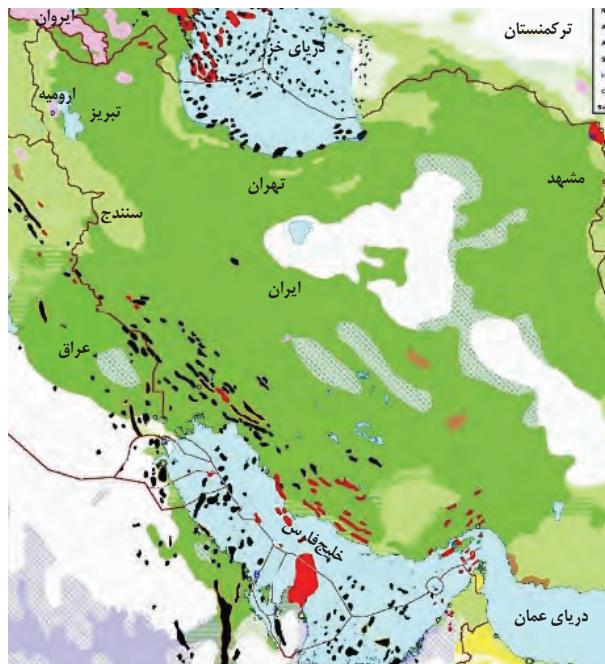 ایروان
دریای خزر
ترکمنستان
ارومیه
تبریز
تهران
مشهد
سنندج
ایران
عراق
خلیج فارس
دریای عمان